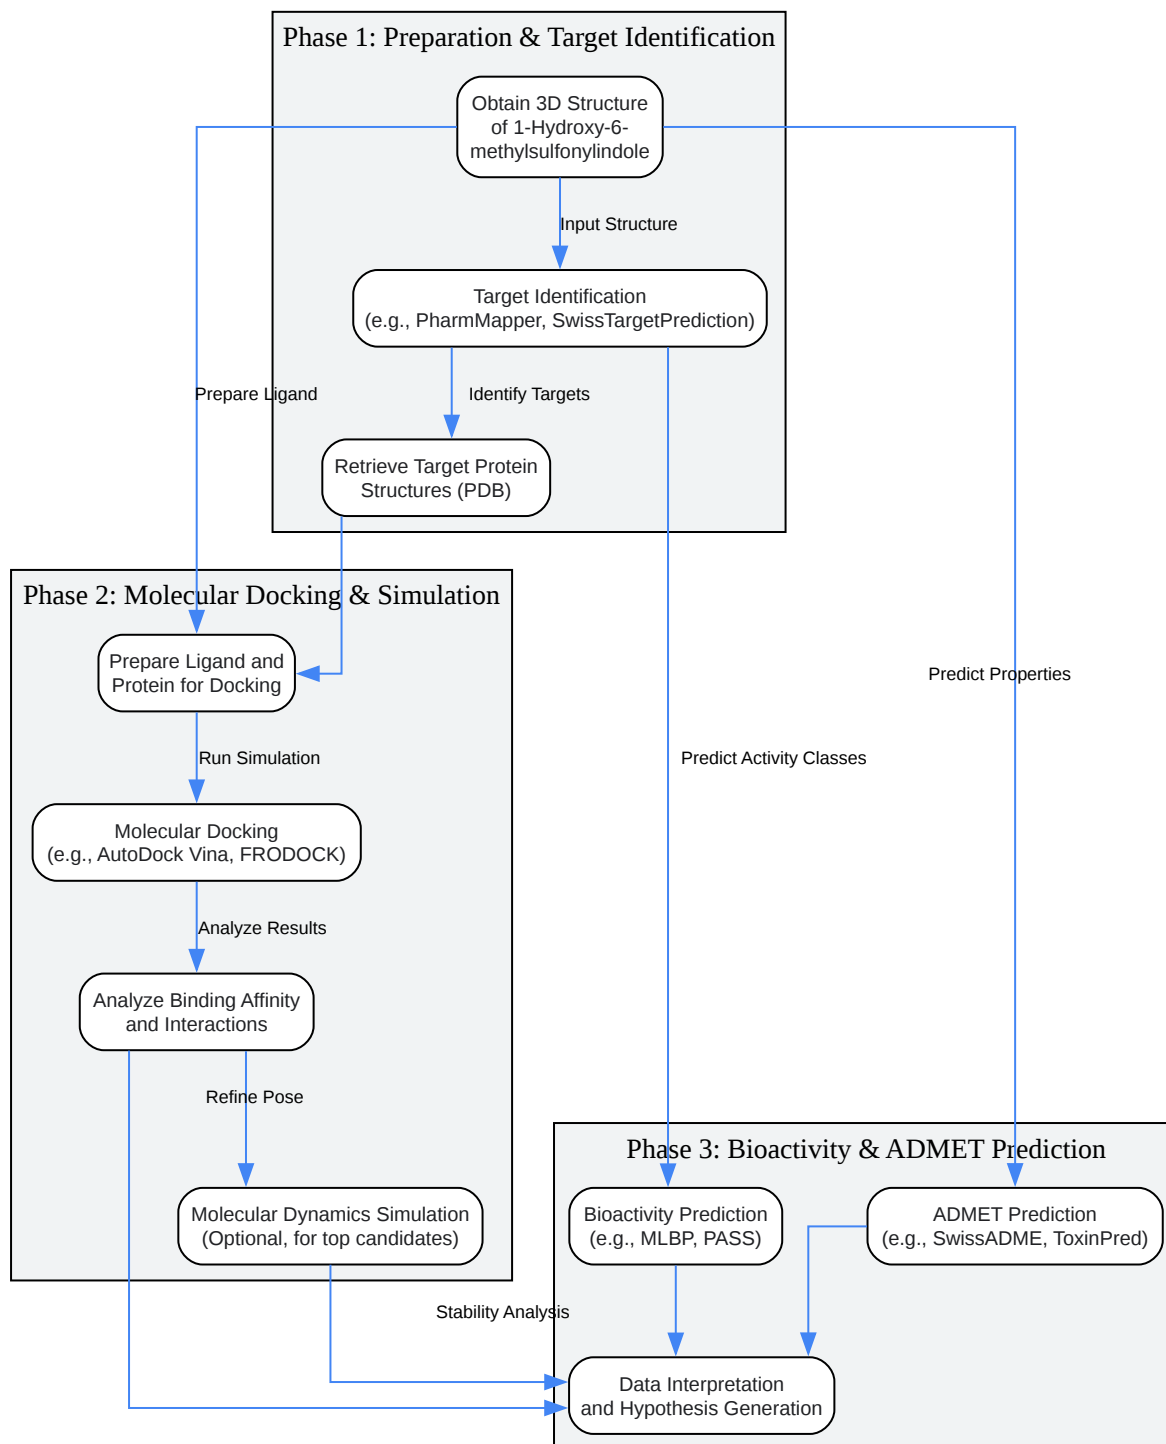 Phase 1: Preparation & Target Identification
Obtain 3D Structure
of 1-Hydroxy-6-
methylsulfonylindole
Input Structure
Target Identification
(e.g., PharmMapper, SwissTargetPrediction)
Prepare Ligand
Identify Targets
Retrieve Target Protein
Structures (PDB)
Phase 2: Molecular Docking & Simulation
Prepare Ligand and
Protein for Docking
Predict Properties
Run Simulation
Predict Activity Classes
Molecular Docking
(e.g., AutoDock Vina, FRODOCK)
Analyze Results
Analyze Binding Affinity
and Interactions
Refine Pose
Phase 3: Bioactivity & ADMET Prediction
Molecular Dynamics Simulation
(Optional, for top candidates)
Bioactivity Prediction
(e.g., MLBP, PASS)
ADMET Prediction
(e.g., SwissADME, ToxinPred)
Stability Analysis
Data Interpretation
and Hypothesis Generation